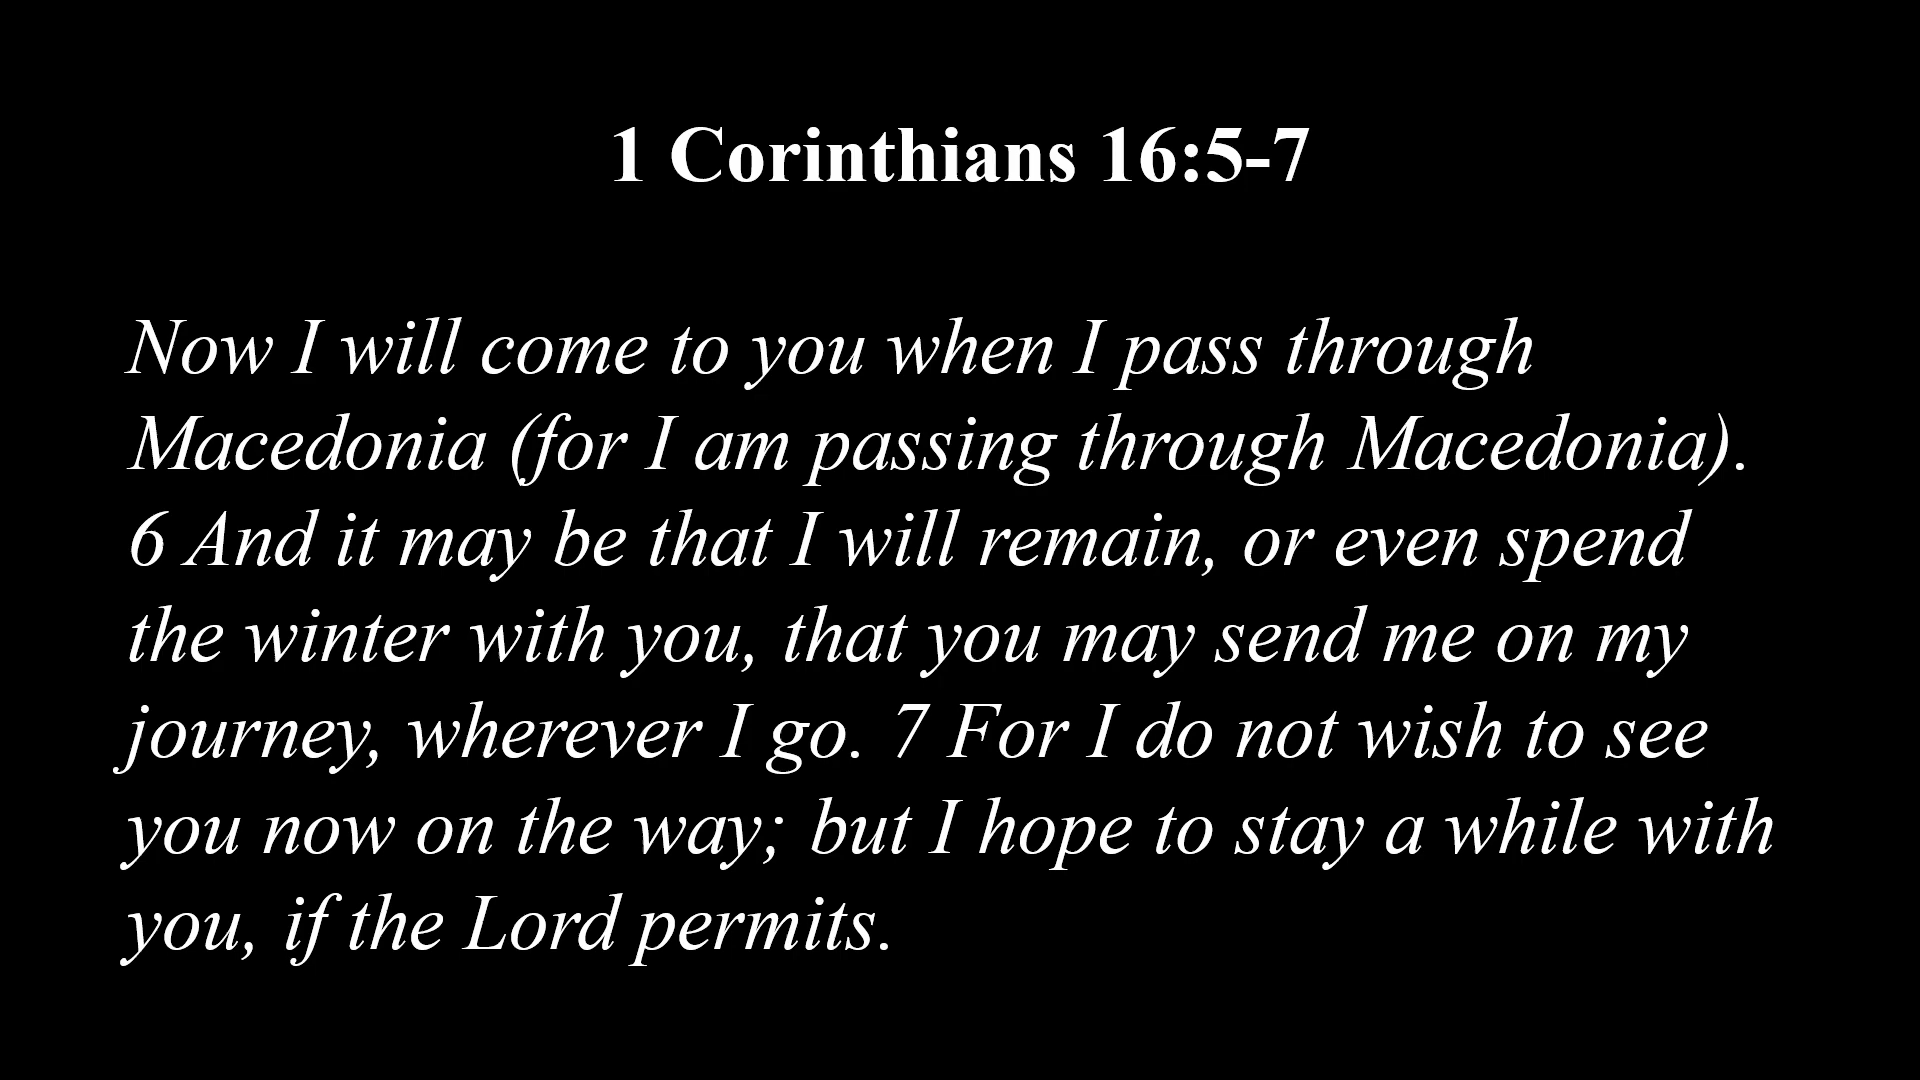 1 Corinthians 16:5-7
Now I will come to you when I pass through
Macedonia (for I am passing through Macedonia).
6 And it may be that I will remain, or even spend
the winter with you, that you may send me on my
journey, wherever I go. 7 For I do not wish to see
you now on the way; but I hope to stay a while with
you, if the Lord permits.